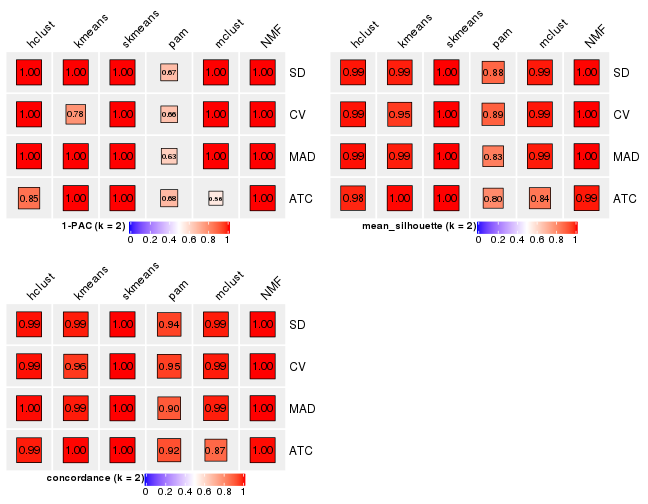 hclust kmeans skmeans pam mclust NMF
1.00 1.00 1.00 0.67 1.00 1.00 SD
1.00 0.78 1.00 0.66 1.00 1.00 CV
1.00 1.00 1.00 0.63 1.00 1.00 MAD
0.85 1.00 1.00 0.68 0.56 1.00 ATC
1-PAC (k = 2)
0 0.2 0.4 0.6 0.8 1
hclust kmeans skmeans pam mclust NMF
0.99 0.99 1.00 0.88 0.99 1.00 SD
0.99 0.95 1.00 0.89 0.99 1.00 CV
0.99 0.99 1.00 0.83 0.99 1.00 MAD
0.98 1.00 1.00 0.80 0.84 0.99 ATC
mean_silhouette (k = 2)
0 0.2 0.4 0.6 0.8 1
hclust kmeans skmeans pam mclust NMF
0.99 0.99 1.00 0.94 0.99 1.00 SD
0.99 0.96 1.00 0.95 0.99 1.00 CV
1.00 0.99 1.00 0.90 0.99 1.00 MAD
0.99 1.00 1.00 0.92 0.87 1.00 ATC
concordance (k = 2)
0 0.2 0.4 0.6 0.8 1